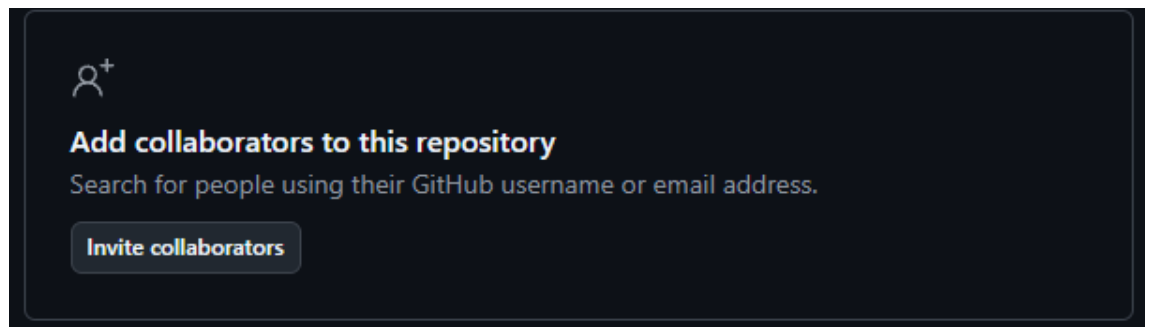 Add collaborators to this repository
Search for people using their GitHub username or email address.
Invite collaborators